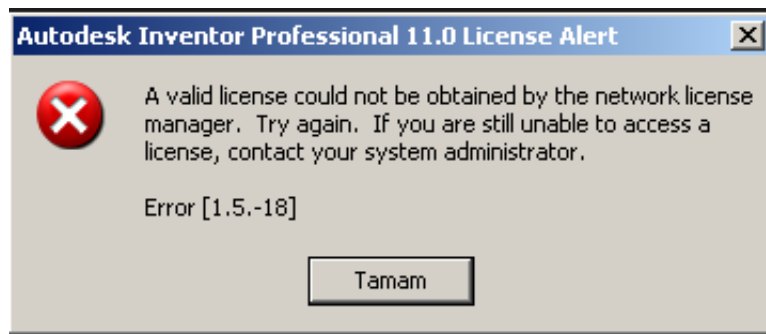 Autodesk Inventor Professional 11.0 License Alert
A valid license could not be obtained by the network license
manager.  Try again.  If you are still unable to access a
license, contact your system administrator.
Error [1.5.-18]
Tamam